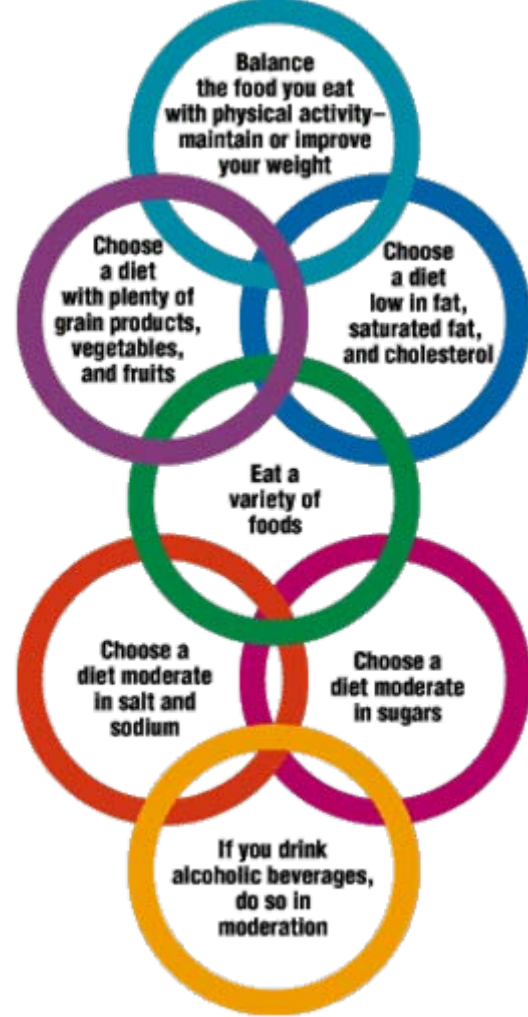 Balance
the food you eat
with physical activity–
maintain or improve
your weight
Choose
a diet
with plenty of
grain products,
vegetables,
and fruits
Choose
a diet
low in fat,
saturated fat,
and cholesterol
Eat a
variety of
foods
Choose a
diet moderate
in salt and
sodium
Choose a
diet moderate
in sugars
If you drink
alcoholic beverages,
do so in
moderation